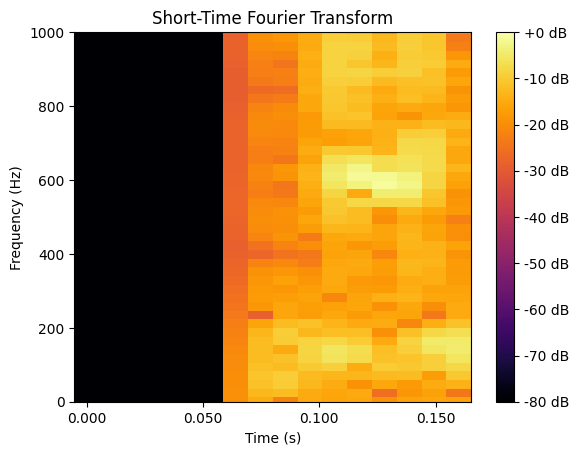 Short-Time Fourier Transform
1000
800
600
400
200
0
Frequency (Hz)
0.000
0.050
0.100
0.150
Time (s)
+0 dB
-10 dB
-20 dB
-30 dB
-40 dB
-50 dB
-60 dB
-70 dB
-80 dB